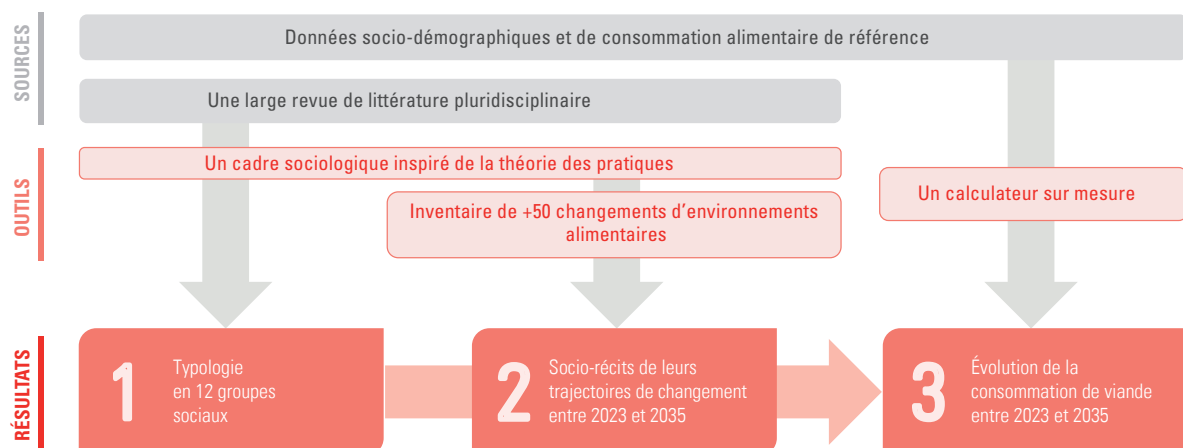 SOURCES
Données socio-démographiques et de consommation alimentaire de référence
Une large revue de littérature pluridisciplinaire
OUTILS
Un cadre sociologique inspiré de la théorie des pratiques
Inventaire de +50 changements d’environnements
alimentaires
Un calculateur sur mesure
RÉSULTATS
1
Typologie
en 12 groupes
sociaux
2
Socio-récits de leurs
trajectoires de changement
entre 2023 et 2035
3
Évolution de la
consommation de viande
entre 2023 et 2035